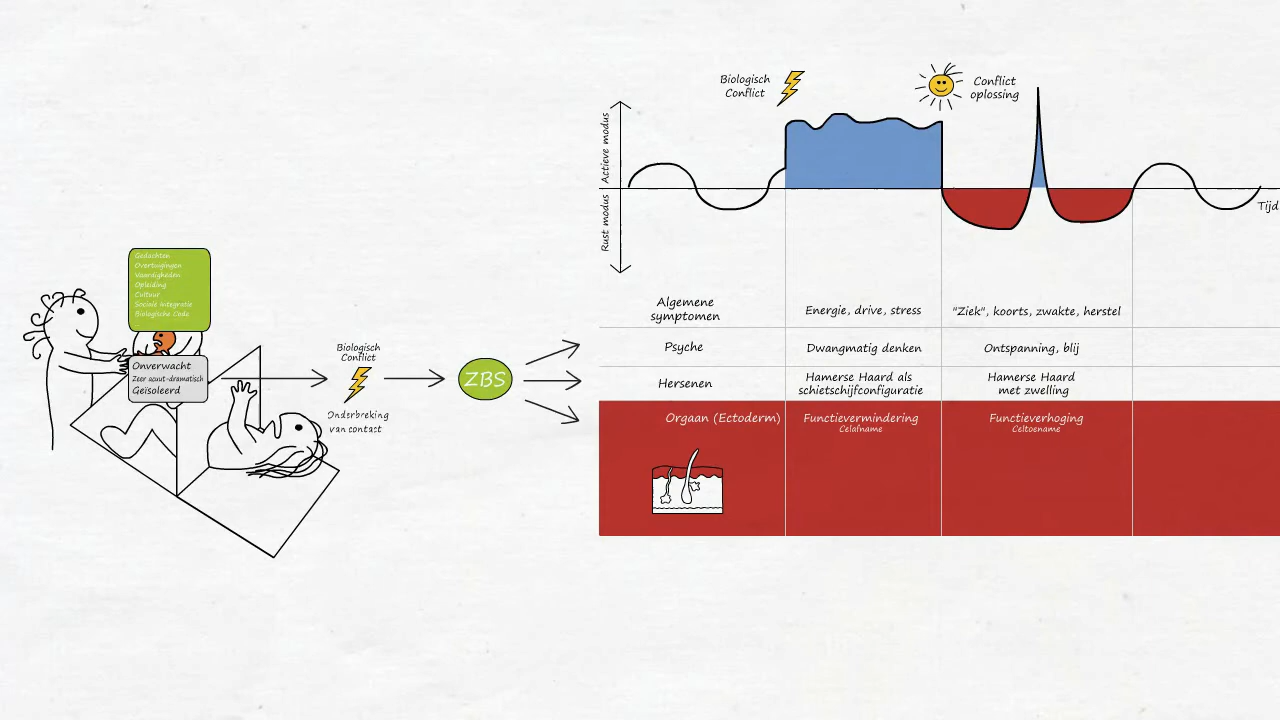 Gedachten
Overtuigingen
Vaardigheden
Opleiding
Cultuur
Sociale integratie
Biologische Code
Onverwacht
Zeer acuut-dramatisch
Geïsoleerd
Biologisch
Conflict
Onderbreking
van contact
ZBS
Biologisch
Conflict
Conflict
oplossing
Actieve modus
Rust modus
Tijd
Algemene
symptomen
Energie, drive, stress
"Ziek", koorts, zwakte, herstel
Psyche
Dwangmatig denken
Ontspanning, blij
Hersenen
Hamerse Haard als
schietschijfconfiguratie
Hamerse Haard
met zwelling
Orgaan (Ectoderm)
Functievermindering
Celafname
Functieverhoging
Celtoename